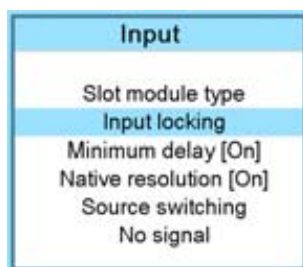 Input
Slot module type
Input locking
Minimum delay [On]
Native resolution [On]
Source switching
No signal